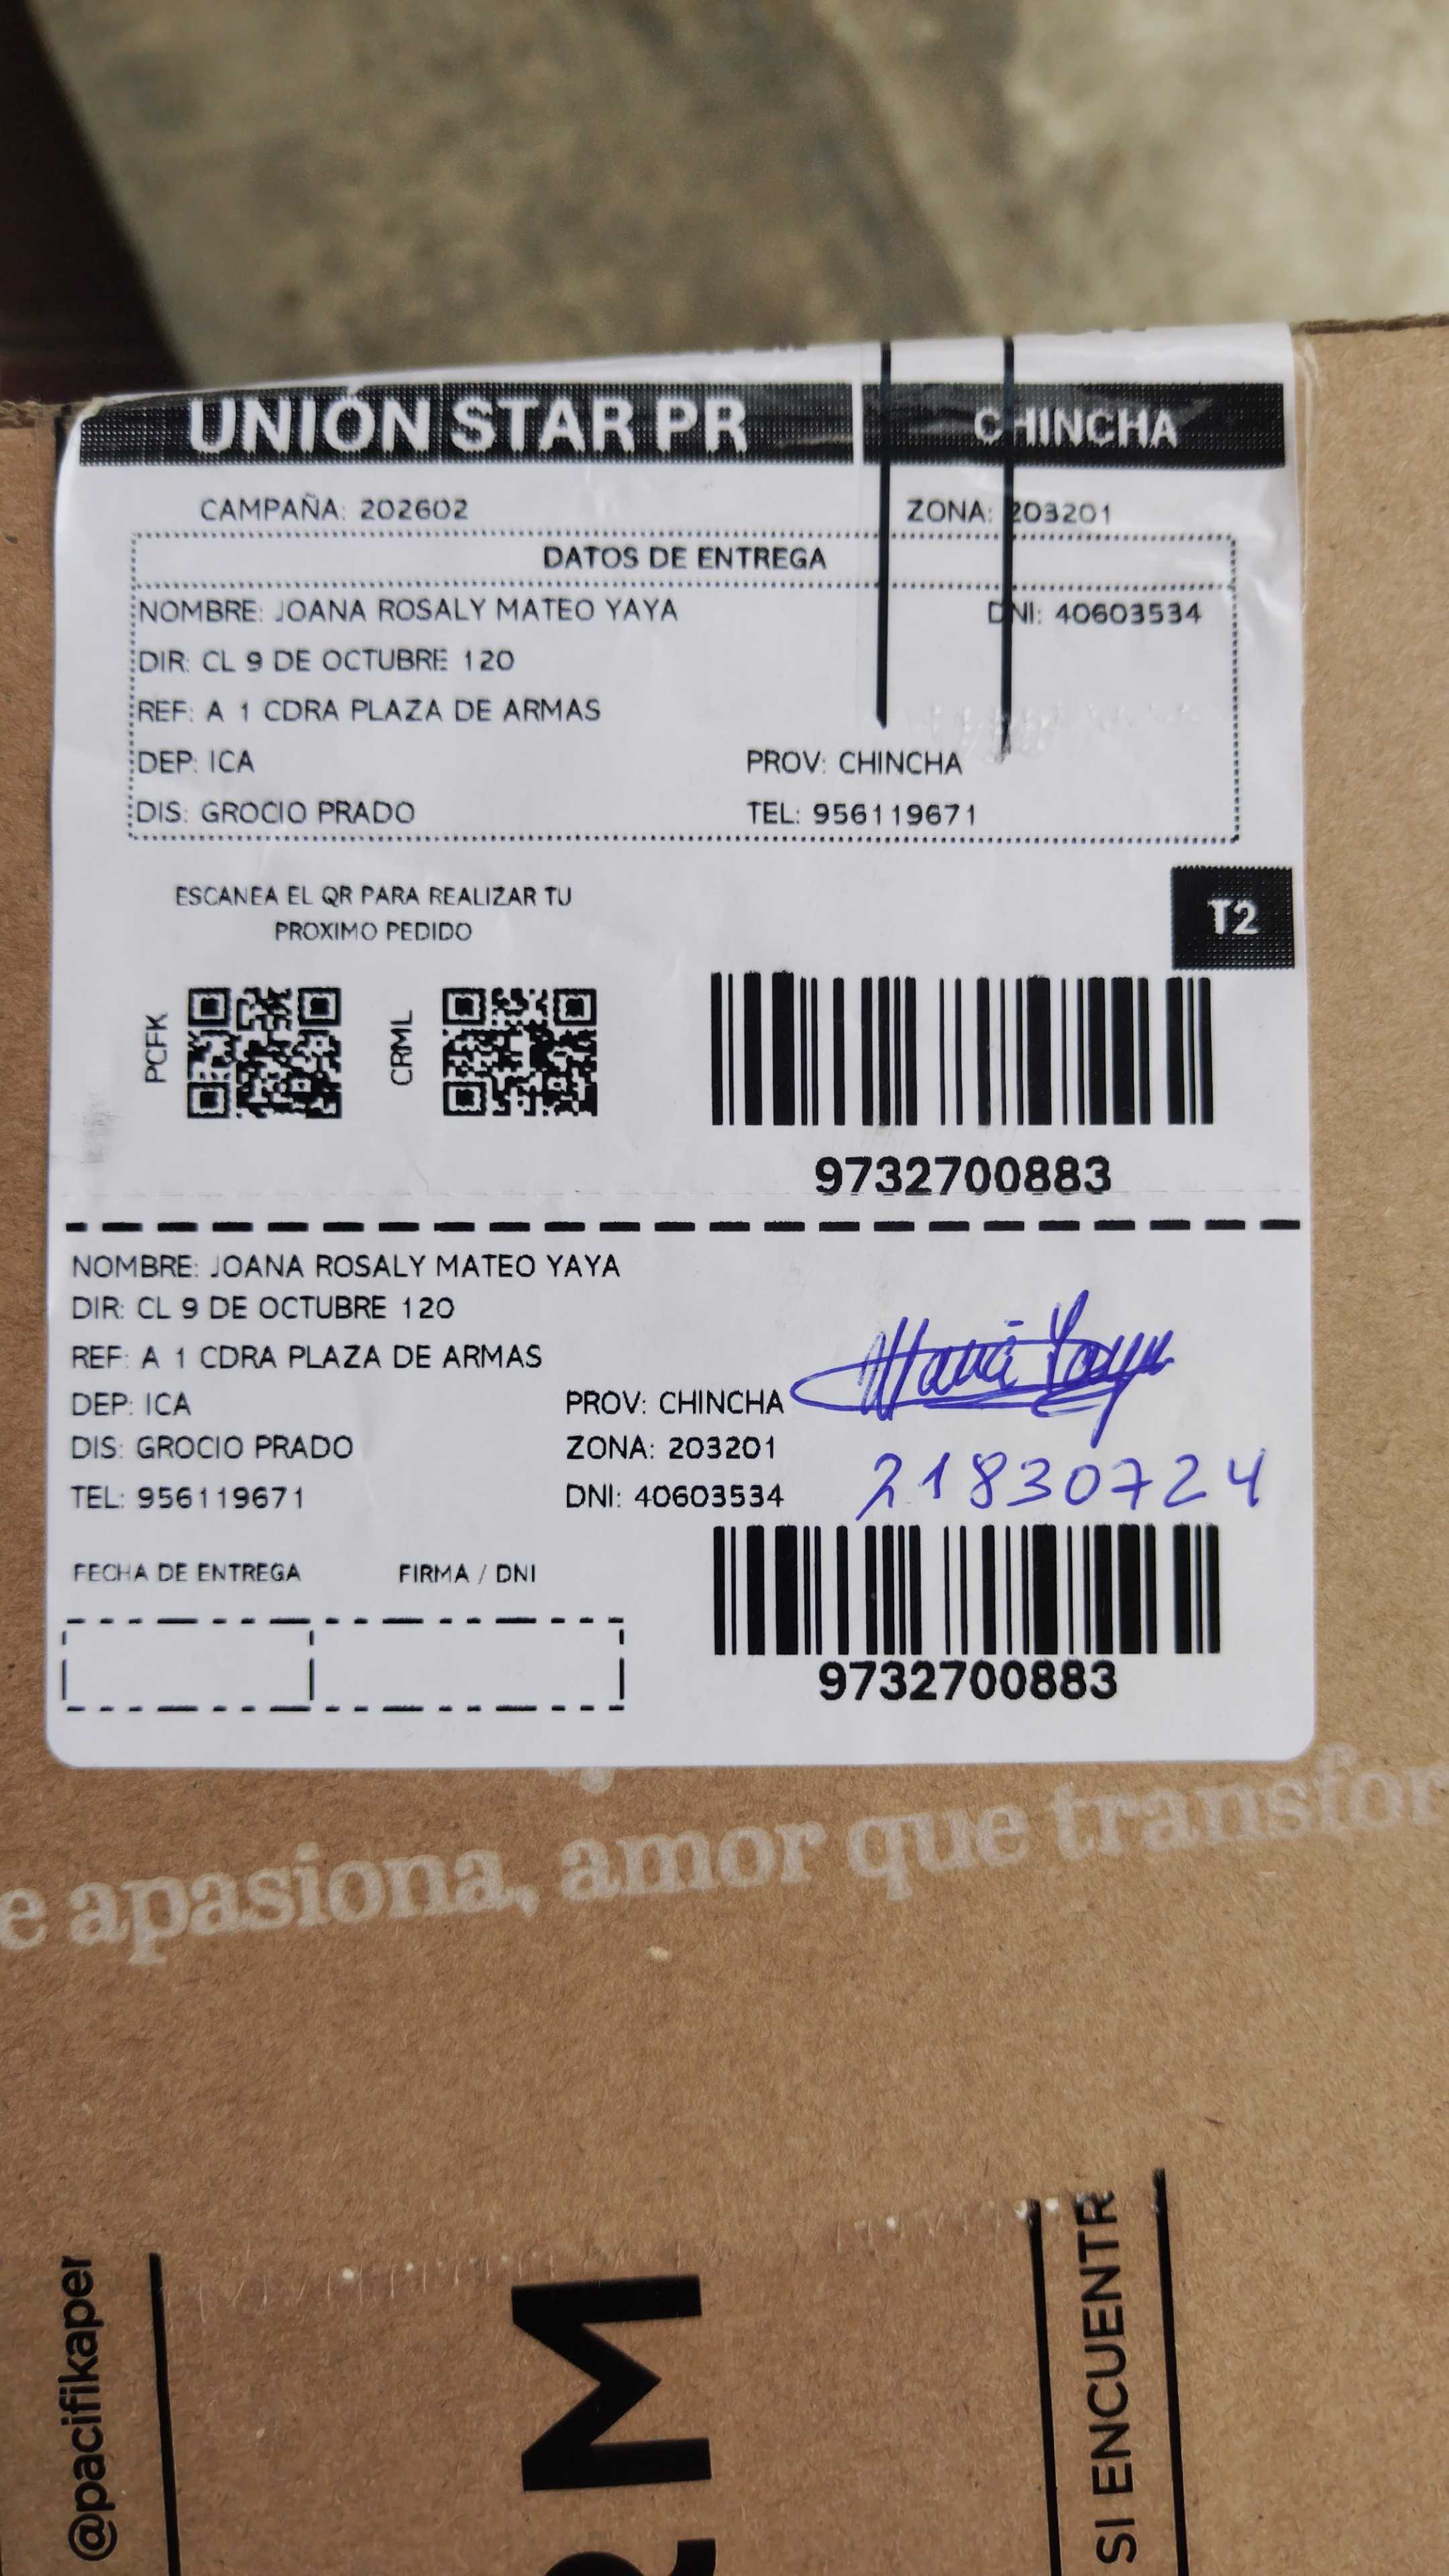 UNIÓN STAR PR
CHINCHA
CAMPAÑA: 202602
ZONA: 203201
DATOS DE ENTREGA
NOMBRE: JOANA ROSALY MATEO YAYA
DNI: 40603534
DIR: CL 9 DE OCTUBRE 120
REF: A 1 CDRA PLAZA DE ARMAS
DEP: ICA
PROV: CHINCHA
DIS: GROCIO PRADO
TEL: 956119671
ESCANEA EL QR PARA REALIZAR TU
PROXIMO PEDIDO
T2
PCFK
CRML
9732700883
NOMBRE: JOANA ROSALY MATEO YAYA
DIR: CL 9 DE OCTUBRE 120
REF: A 1 CDRA PLAZA DE ARMAS
DEP: ICA
PROV: CHINCHA
DIS: GROCIO PRADO
ZONA: 203201
TEL: 956119671
DNI: 40603534
21830724
FECHA DE ENTREGA
FIRMA / DNI
9732700883
e apasiona, amor que transfor
@pacifikaper
M
SI ENCUENTR